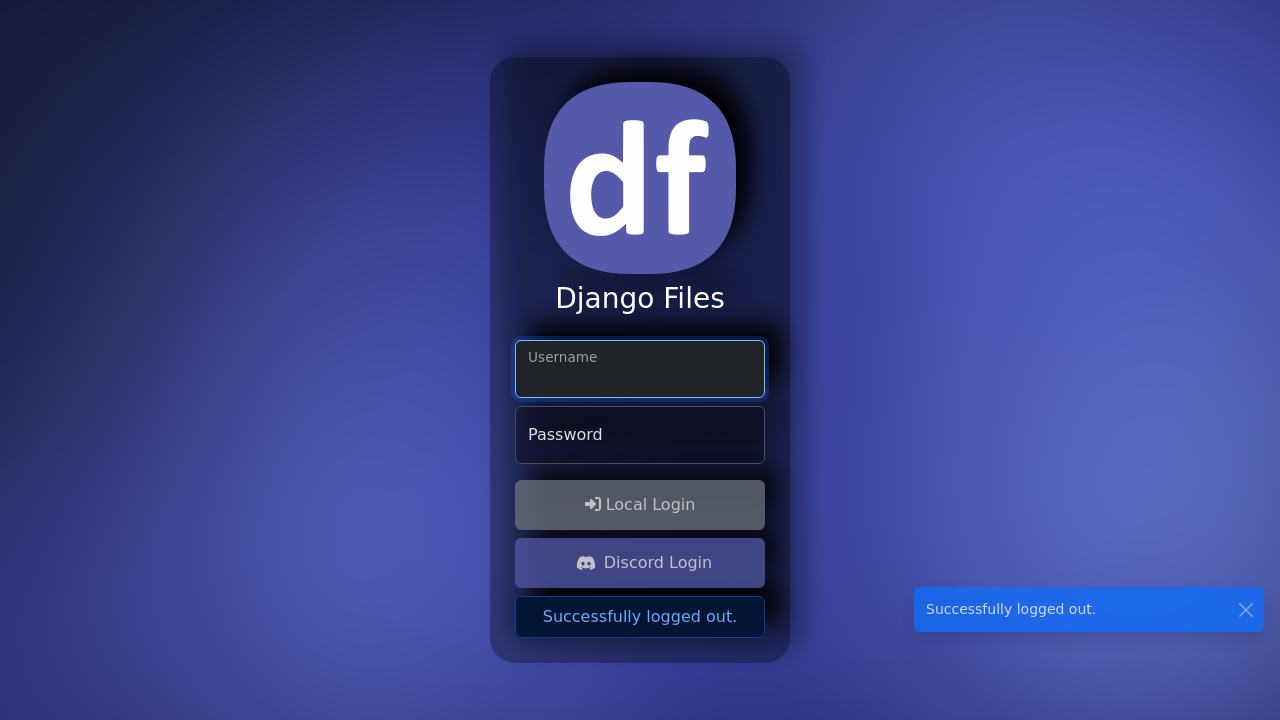 df
Django Files
Username
Password
Local Login
Discord Login
Successfully logged out.
Successfully logged out.